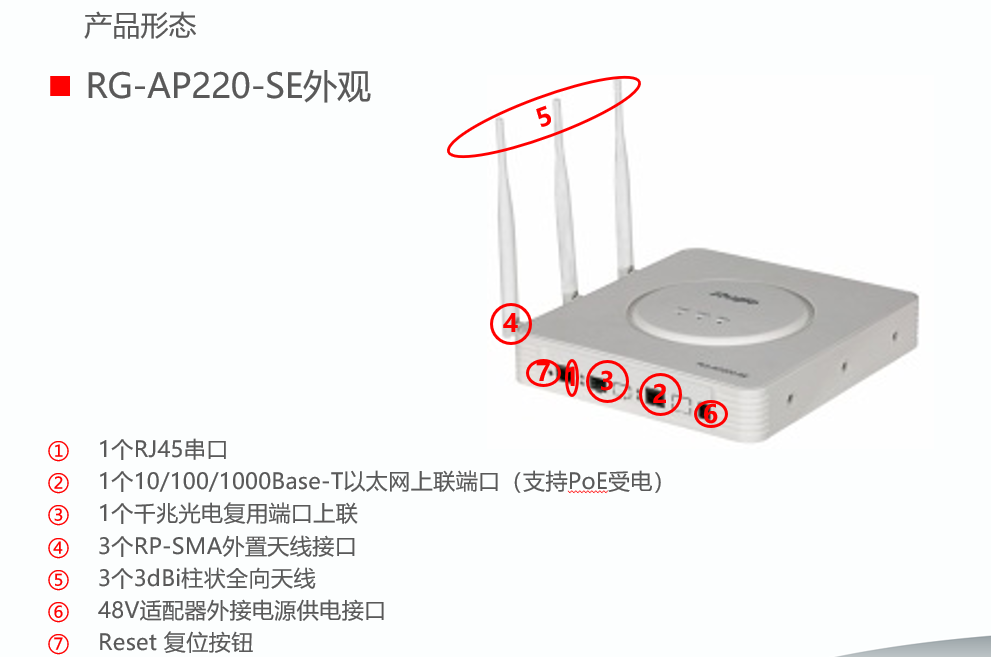 产品形态
RG-AP220-SE外观
5
4
7
1
3
2
6
① 1个RJ45串口
② 1个10/100/1000Base-T以太网上联端口（支持PoE受电）
③ 1个千兆光电复用端口上联
④ 3个RP-SMA外置天线接口
⑤ 3个3dBi柱状全向天线
⑥ 48V适配器外接电源供电接口
⑦ Reset 复位按钮